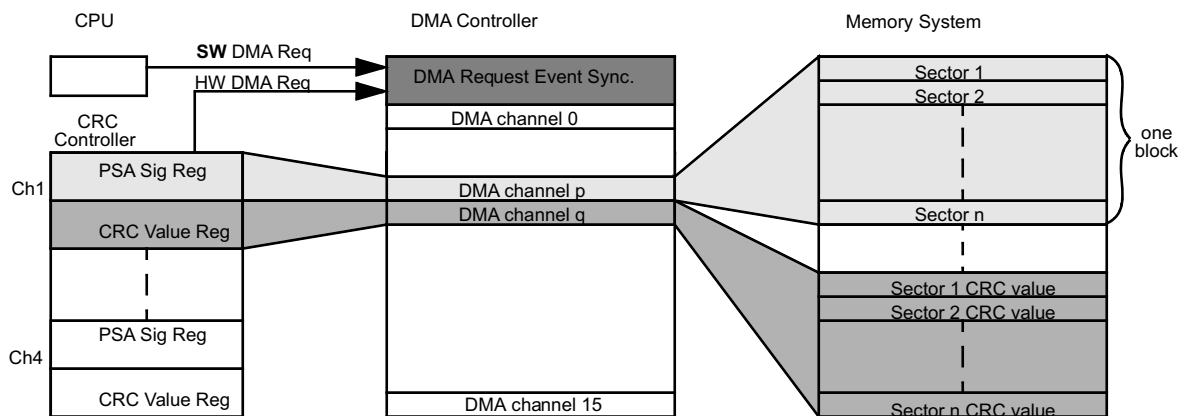 CPU
DMA Controller
Memory System
SW DMA Req
HW DMA Req
DMA Request Event Sync.
DMA channel 0
CRC
Controller
Ch1
PSA Sig Reg
CRC Value Reg
DMA channel p
DMA channel q
Sector 1
Sector 2
Sector n
one
block
Sector 1 CRC value
Sector 2 CRC value
Ch4
PSA Sig Reg
CRC Value Reg
DMA channel 15
Sector n CRC value